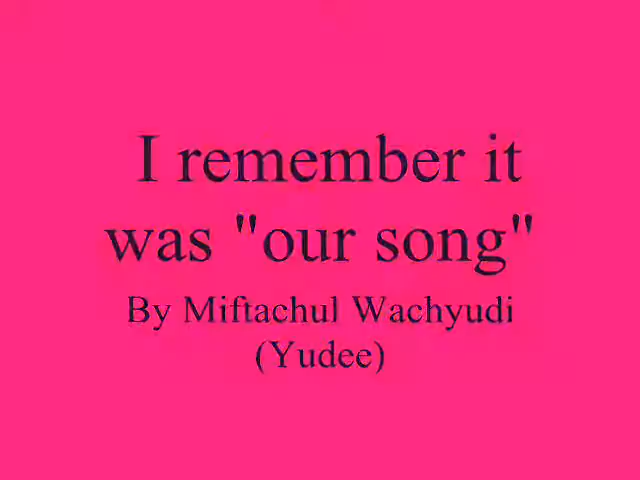 I remember it
was "our song"
By Miftachul Wachyudi
(Yudee)